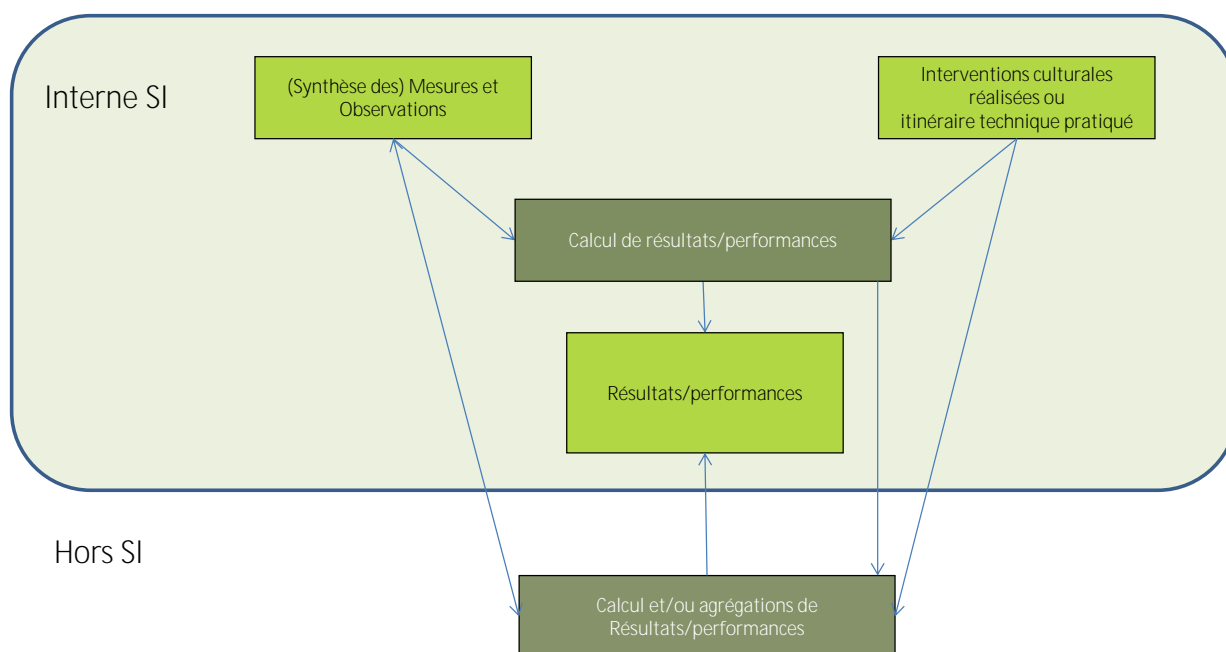 Interne SI
(Synthèse des) Mesures et
Observations
Interventions culturales
réalisées ou
itinéraire technique pratiqué
Calcul de résultats/performances
Résultats/performances
Hors SI
Calcul et/ou agrégations de
Résultats/performances